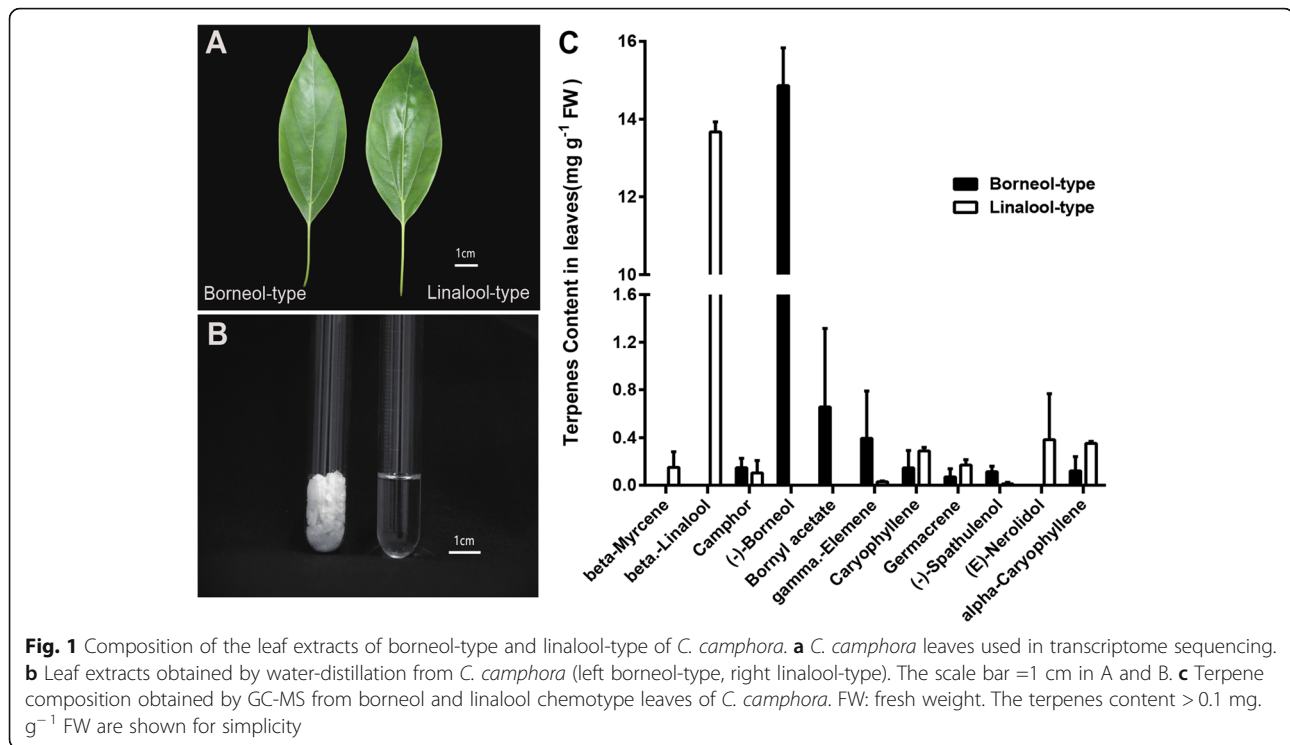 A
1cm
Borneol-type
Linalool-type
B
1cm
C
Terpenes Content in leaves(mg g-1 FW)
16
14
12
10
1.6
1.2
0.8
0.4
0.0
Borneol-type
Linalool-type
beta-Myrcene
beta.-Linalool
Camphor
(-)-Borneol
Bornyl acetate
gamma.-Elemene
Caryophyllene
Germacrene
(-)-Spathulenol
(E)-Nerolidol
alpha-Caryophyllene
Fig. 1 Composition of the leaf extracts of borneol-type and linalool-type of C. camphora. a C. camphora leaves used in transcriptome sequencing.
b Leaf extracts obtained by water-distillation from C. camphora (left borneol-type, right linalool-type). The scale bar =1 cm in A and B. c Terpene
composition obtained by GC-MS from borneol and linalool chemotype leaves of C. camphora. FW: fresh weight. The terpenes content > 0.1 mg.
g− 1 FW are shown for simplicity